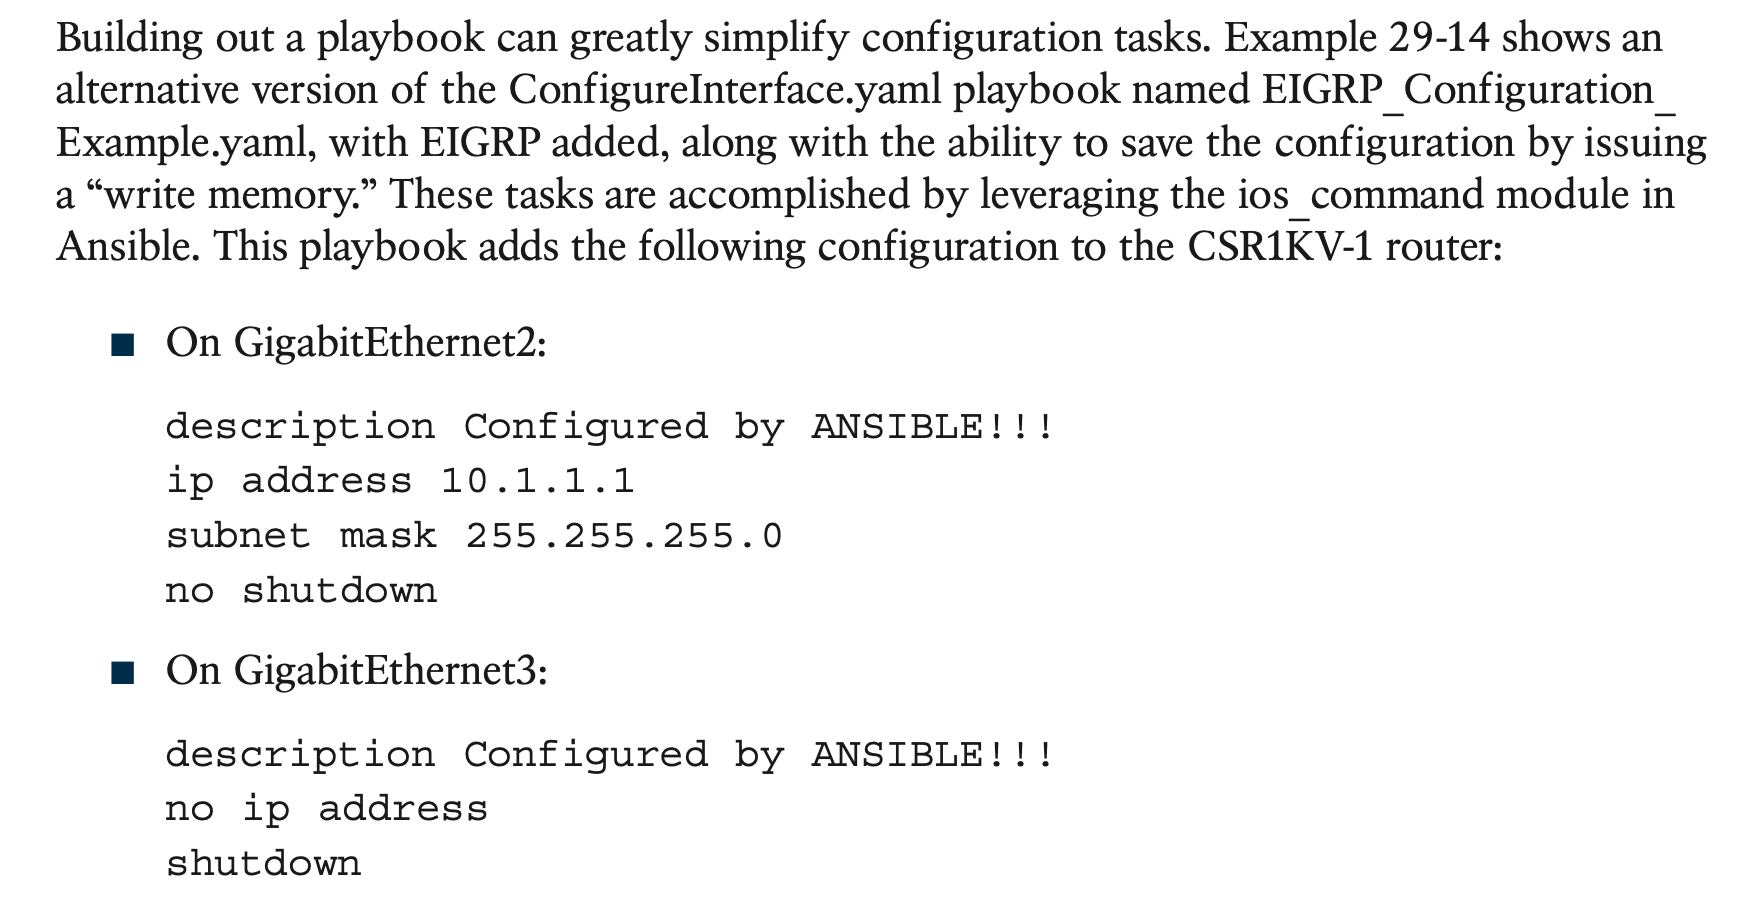 Building out a playbook can greatly simplify configuration tasks. Example 29-14 shows an
alternative version of the ConfigureInterface.yaml playbook named EIGRP_Configuration_
Example.yaml, with EIGRP added, along with the ability to save the configuration by issuing
a “write memory.” These tasks are accomplished by leveraging the ios_command module in
Ansible. This playbook adds the following configuration to the CSR1KV-1 router:
■ On GigabitEthernet2:
description Configured by ANSIBLE!!!
ip address 10.1.1.1
subnet mask 255.255.255.0
no shutdown
■ On GigabitEthernet3:
description Configured by ANSIBLE!!!
no ip address
shutdown